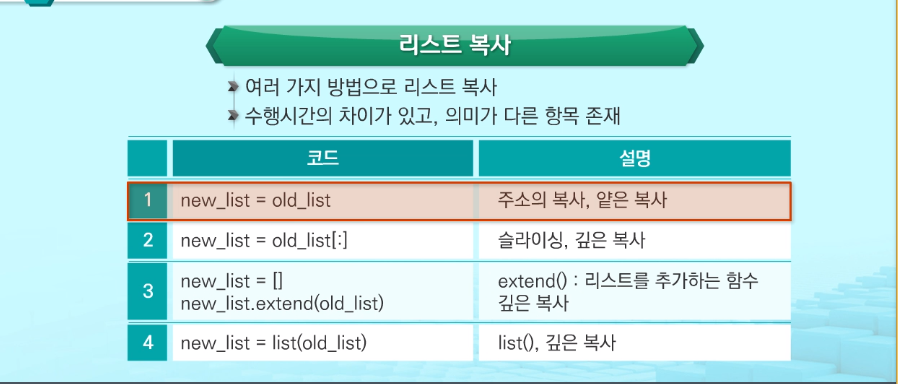 리스트 복사
여러 가지 방법으로 리스트 복사
수행시간의 차이가 있고, 의미가 다른 항목 존재
코드 설명
1 new_list = old_list 주소의 복사, 얕은 복사
2 new_list = old_list[:] 슬라이싱, 깊은 복사
3 new_list = []
new_list.extend(old_list) extend() : 리스트를 추가하는 함수
깊은 복사
4 new_list = list(old_list) list(), 깊은 복사